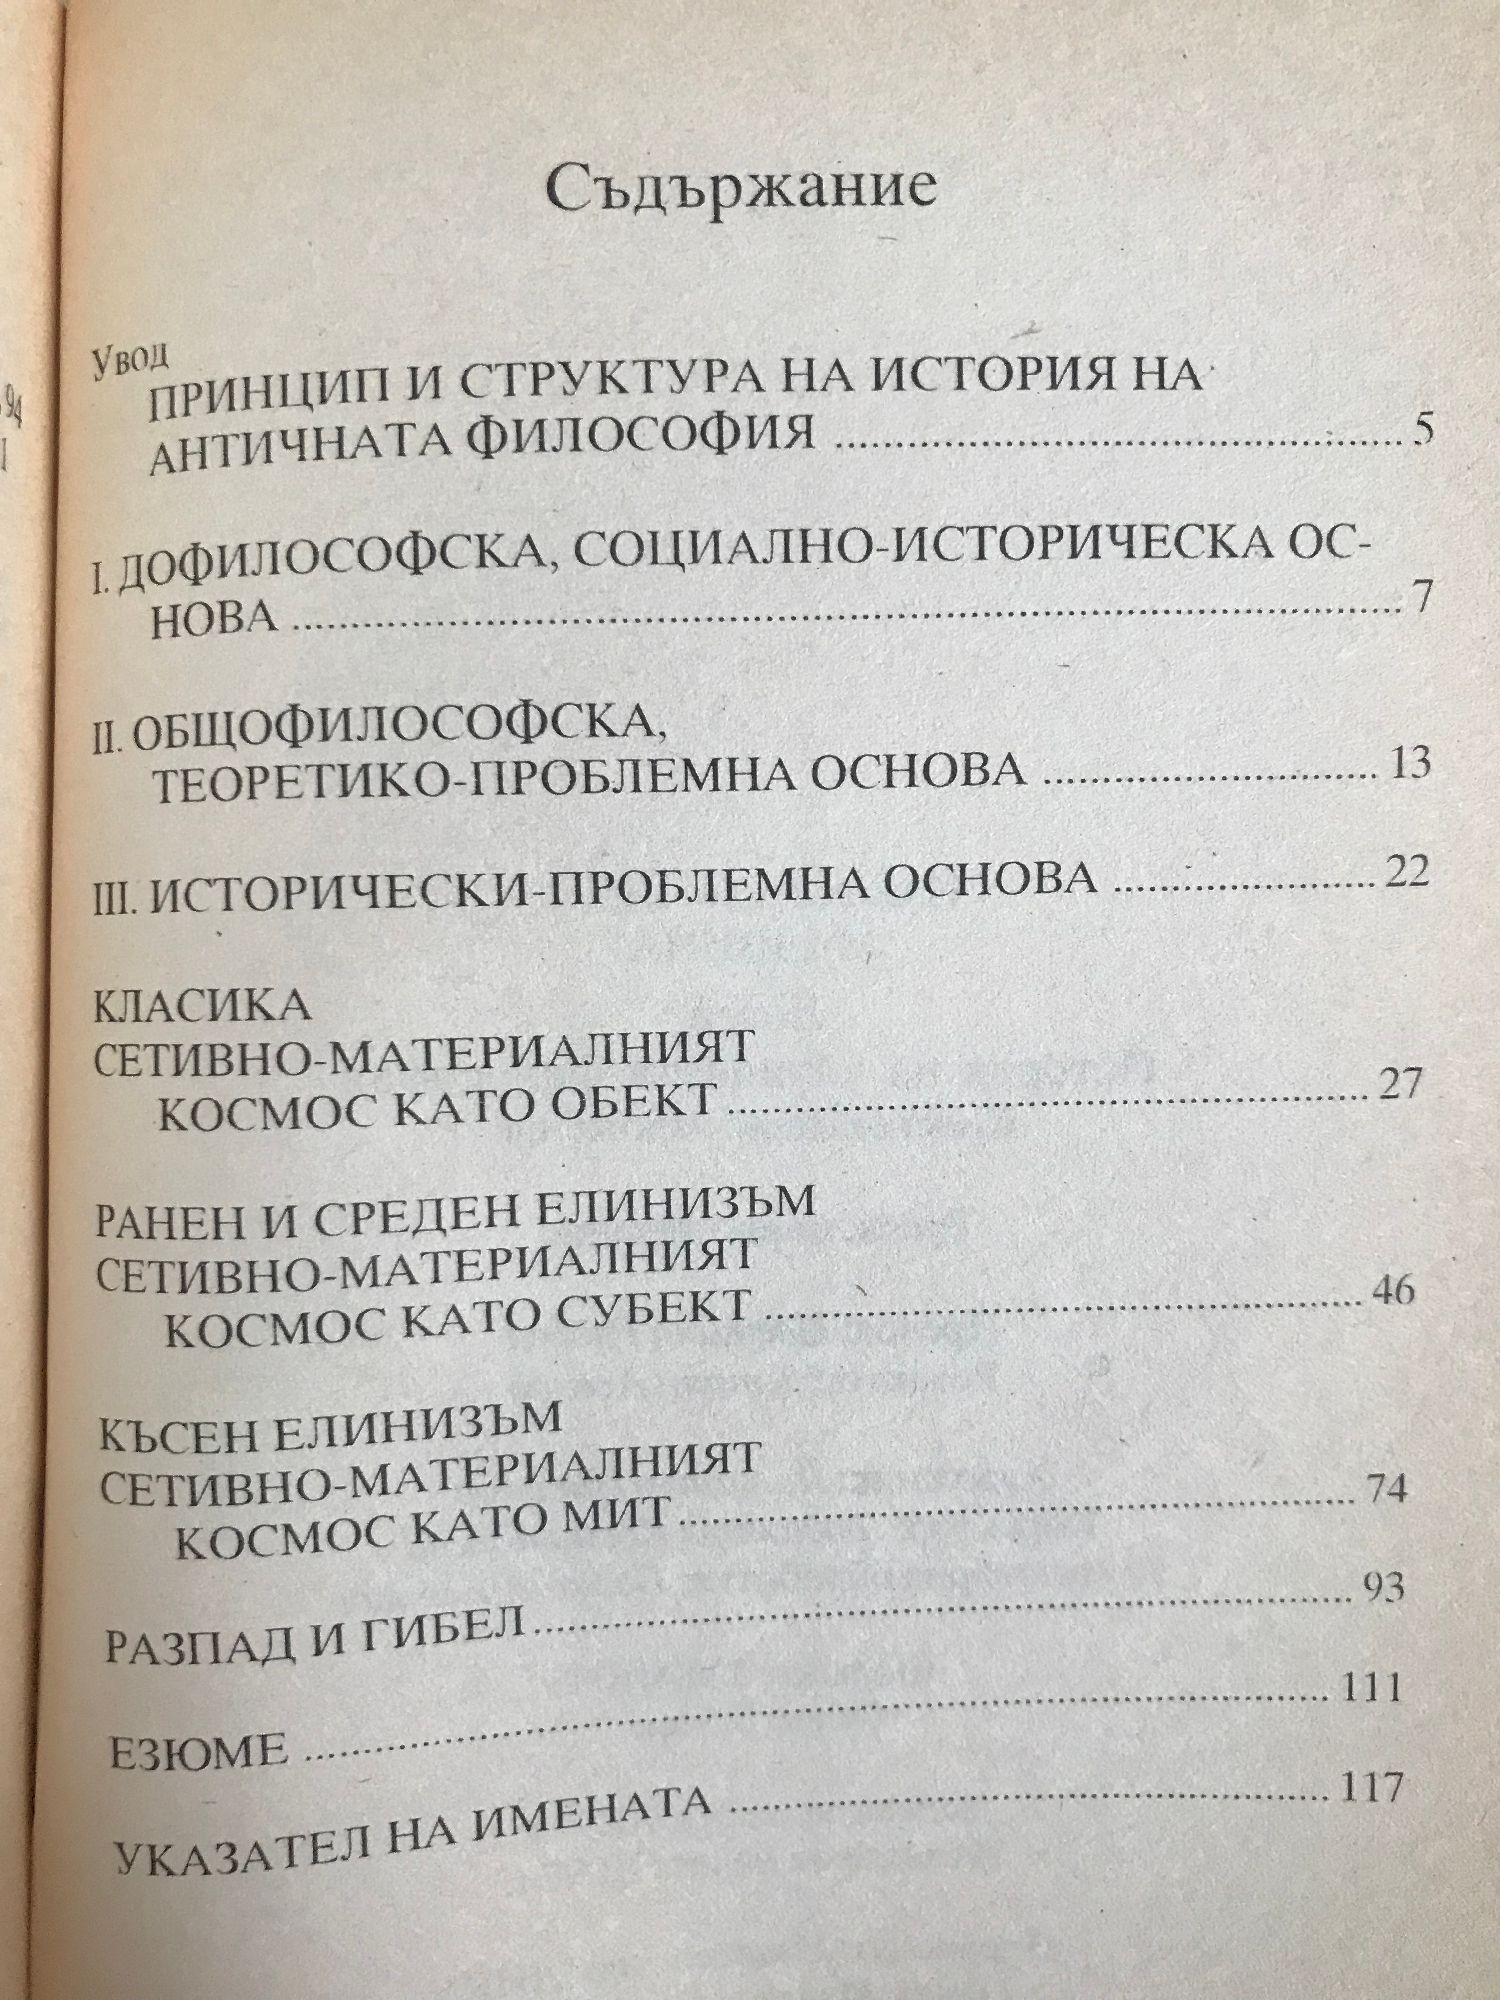 Съдържание
Увод
ПРИНЦИП И СТРУКТУРА НА ИСТОРИЯ НА
АНТИЧНАТА ФИЛОСОФИЯ ........................................ 5
I. ДОФИЛОСОФСКА, СОЦИАЛНО-ИСТОРИЧЕСКА ОС-
НОВА ........................................ 7
II. ОБЩОФИЛОСОФСКА,
ТЕОРЕТИКО-ПРОБЛЕМНА ОСНОВА ........................................ 13
III. ИСТОРИЧЕСКИ-ПРОБЛЕМНА ОСНОВА ........................................ 22
КЛАСИКА
СЕТИВНО-МАТЕРИАЛНИЯТ
КОСМОС КАТО ОБЕКТ ........................................ 27
РАНЕН И СРЕДЕН ЕЛИНИЗЪМ
СЕТИВНО-МАТЕРИАЛНИЯТ
КОСМОС КАТО СУБЕКТ ........................................ 46
КЪСЕН ЕЛИНИЗЪМ
СЕТИВНО-МАТЕРИАЛНИЯТ
КОСМОС КАТО МИТ ........................................ 74
РАЗПАД И ГИБЕЛ ........................................ 93
ЕЗЮМЕ ........................................ 111
УКАЗАТЕЛ НА ИМЕНАТА ........................................ 117